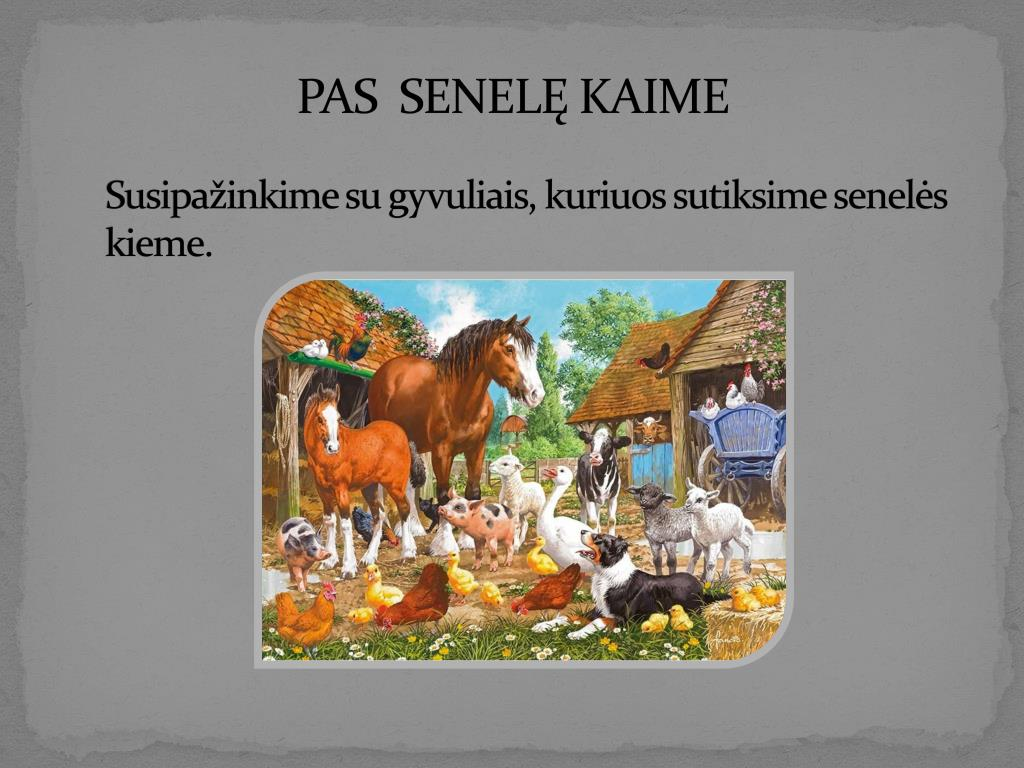 PAS SENELĘ KAIME
Susipažinkime su gyvuliais, kuriuos sutiksime senelės
kieme.